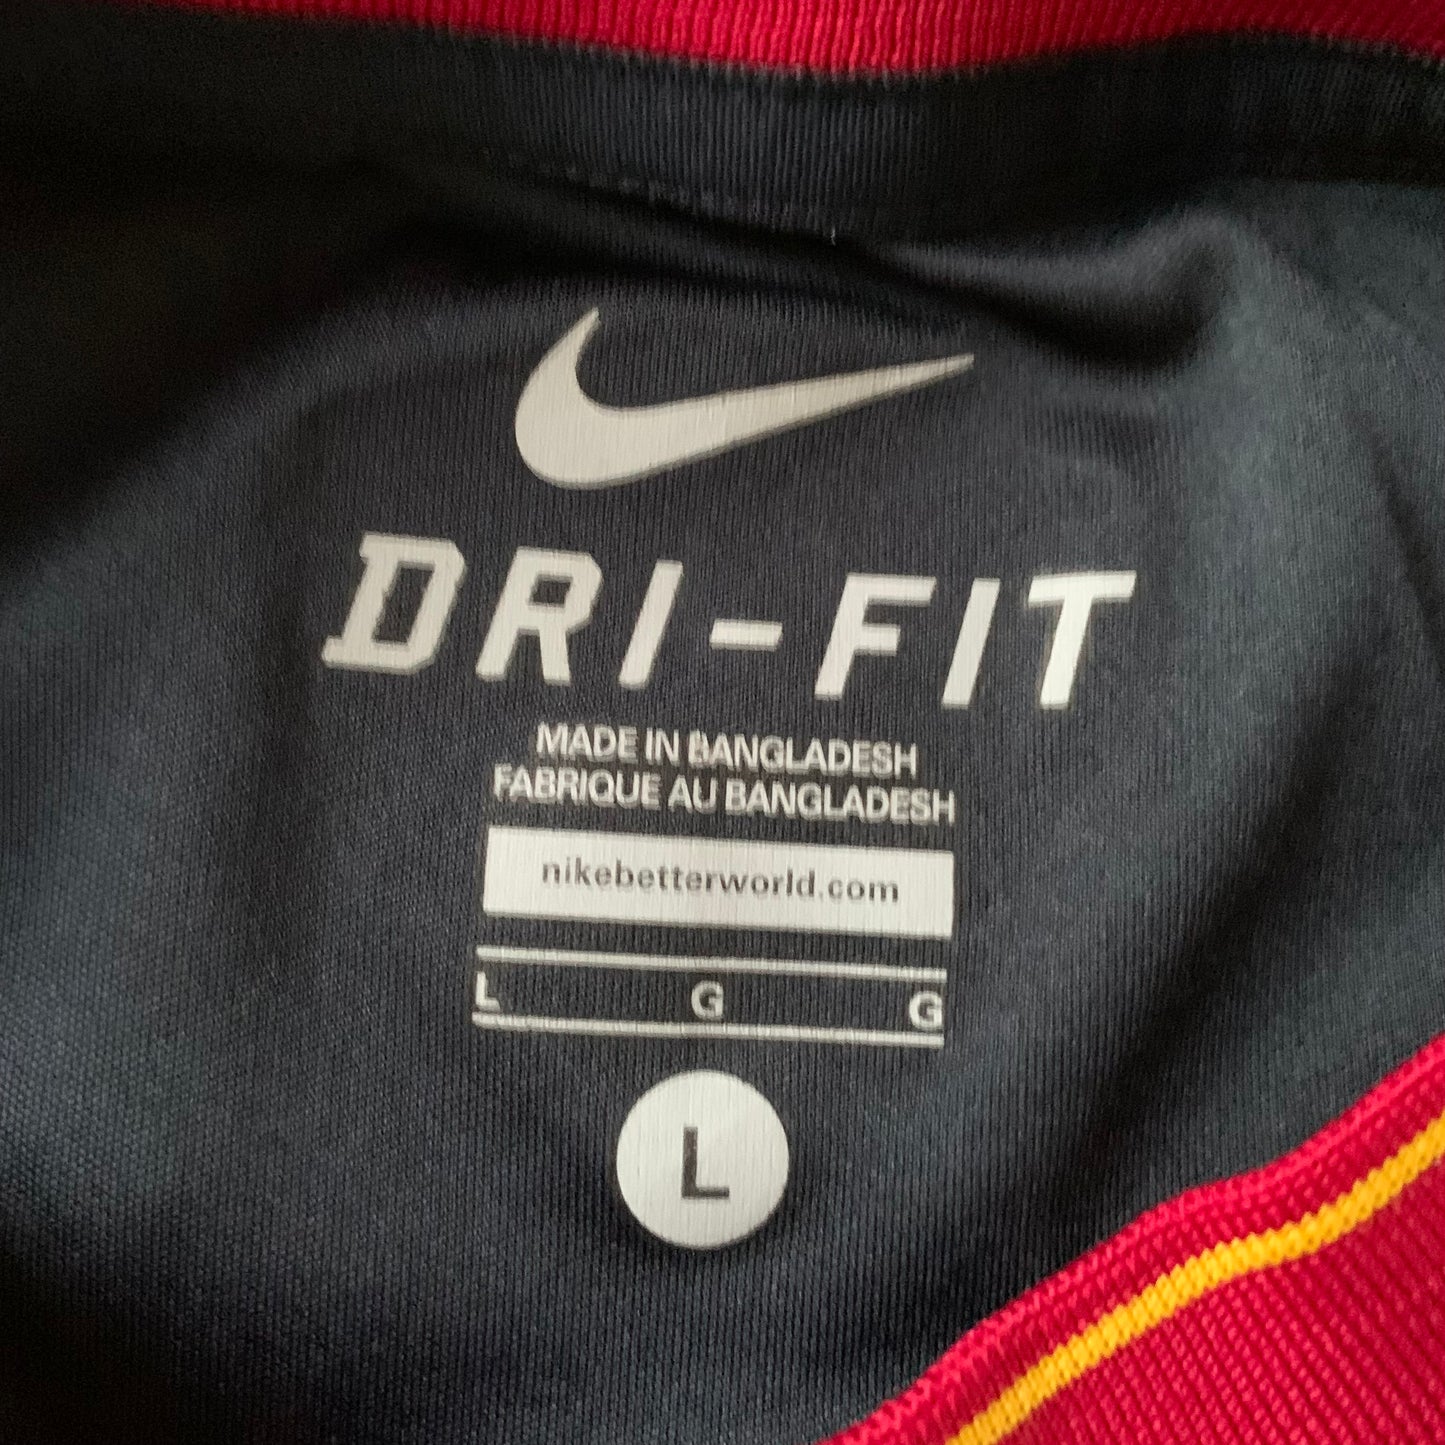 DRI-FIT
MADE IN BANGLADESH
FABRIQUE AU BANGLADESH
nikebetterworld.com
L G G
L